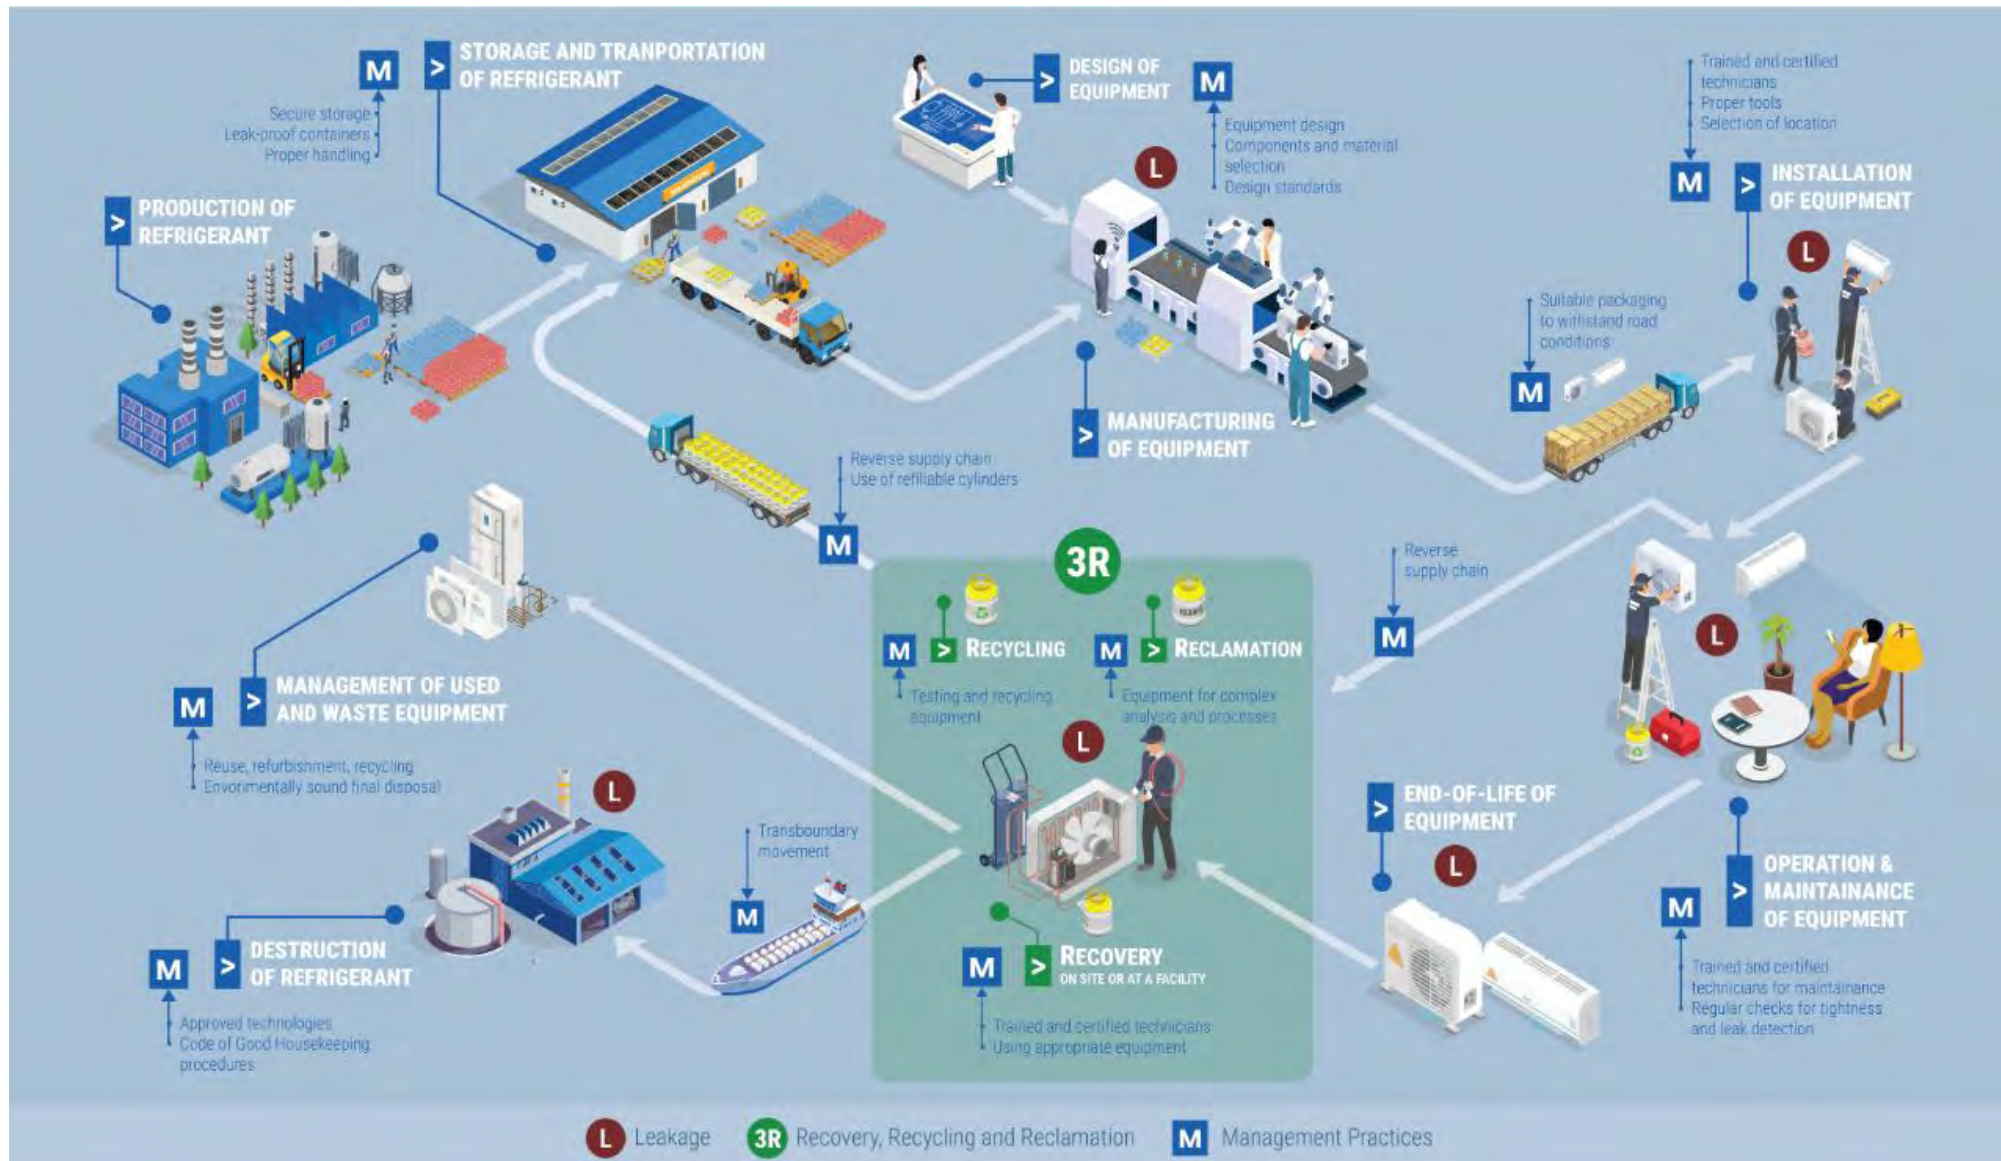 M
>
STORAGE AND TRANPORTATION
OF REFRIGERANT
Secure storage
Leak-proof containers
Proper handling
>
PRODUCTION OF
REFRIGERANT
>
DESIGN OF
EQUIPMENT
M
Equipment design
Components and material
selection
Design standards
L
>
MANUFACTURING
OF EQUIPMENT
Trained and certified
technicians
Proper tools
Selection of location
M
>
INSTALLATION
OF EQUIPMENT
L
Suitable packaging
to withstand road
conditions
M
Reverse supply chain
Use of refillable cylinders
M
Reverse
supply chain
M
L
3R
M
>
RECYCLING
Testing and recycling
equipment
M
>
RECLAMATION
Equipment for complex
analysis and processes
L
M
>
RECOVERY
ON SITE OR AT A FACILITY
Trained and certified technicians
Using appropriate equipment
M
>
MANAGEMENT OF USED
AND WASTE EQUIPMENT
Reuse, refurbishment, recycling
Envorimentally sound final disposal
L
Transboundary
movement
M
M
>
DESTRUCTION
OF REFRIGERANT
Approved technologies
Code of Good Housekeeping
procedures
>
END-OF-LIFE OF
EQUIPMENT
L
M
>
OPERATION &
MAINTAINANCE
OF EQUIPMENT
Trained and certified
technicians for maintainance
Regular checks for tightness
and leak detection
L Leakage
3R Recovery, Recycling and Reclamation
M Management Practices